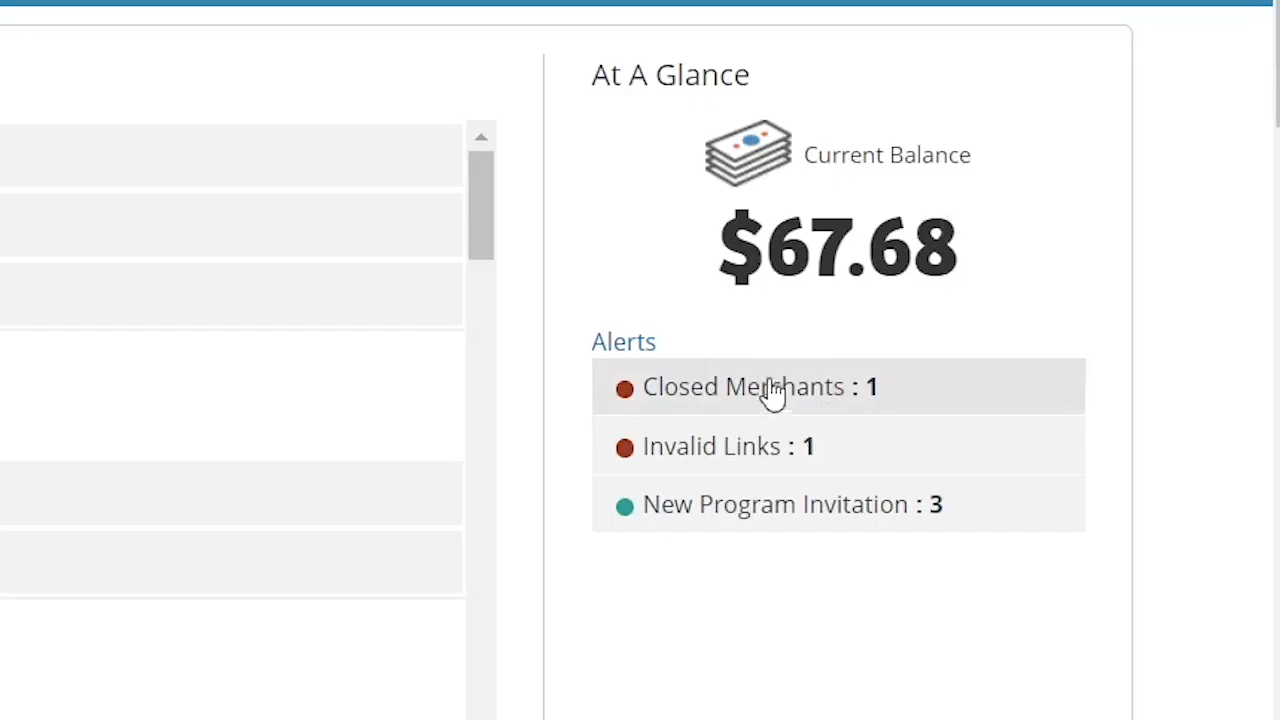 At A Glance
Current Balance
$67.68
Alerts
Closed Merchants : 1
Invalid Links : 1
New Program Invitation : 3